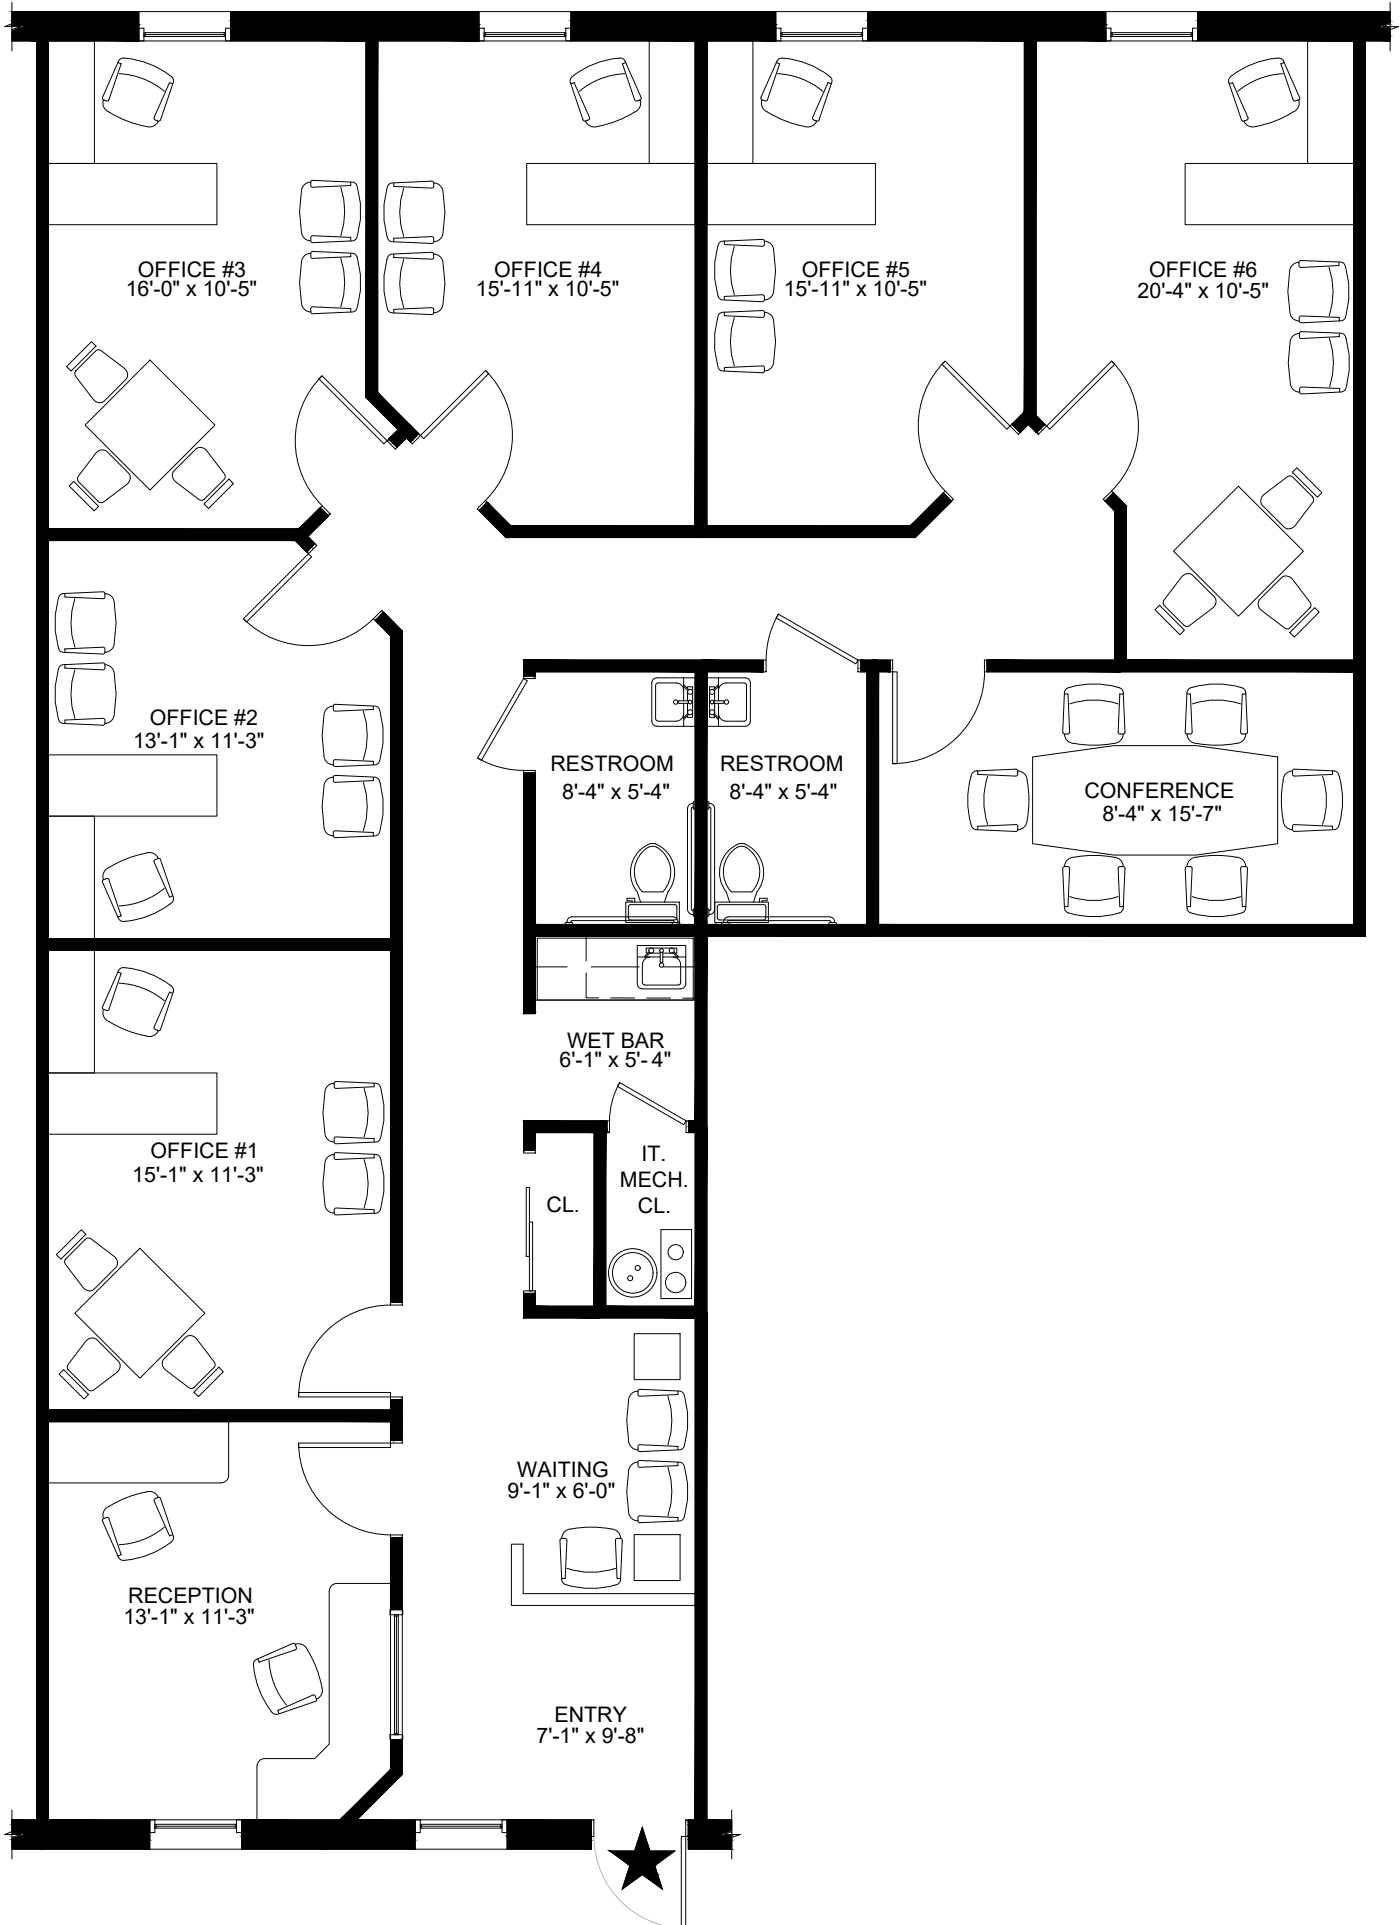 OFFICE #3
16'-0" x 10'-5"
OFFICE #4
15'-11" x 10'-5"
OFFICE #5
15'-11" x 10'-5"
OFFICE #6
20'-4" x 10'-5"
OFFICE #2
13'-1" x 11'-3"
RESTROOM
8'-4" x 5'-4"
RESTROOM
8'-4" x 5'-4"
CONFERENCE
8'-4" x 15'-7"
WET BAR
6'-1" x 5'- 4"
OFFICE #1
15'-1" x 11'-3"
CL.
IT.
MECH.
CL.
WAITING
9'-1" x 6'-0"
RECEPTION
13'-1" x 11'-3"
ENTRY
7'-1" x 9'-8"